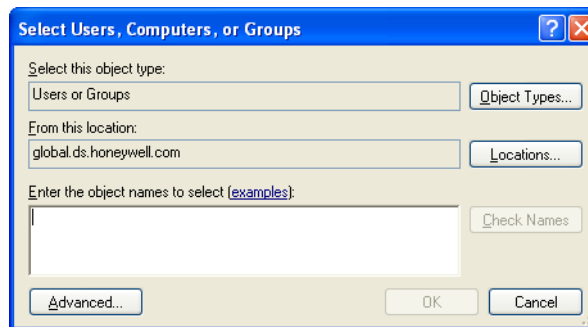 Select Users, Computers, or Groups
Select this object type:
Users or Groups
Object Types...
From this location:
global.ds.honeywell.com
Locations...
Enter the object names to select (examples):
Check Names
Advanced...
OK
Cancel